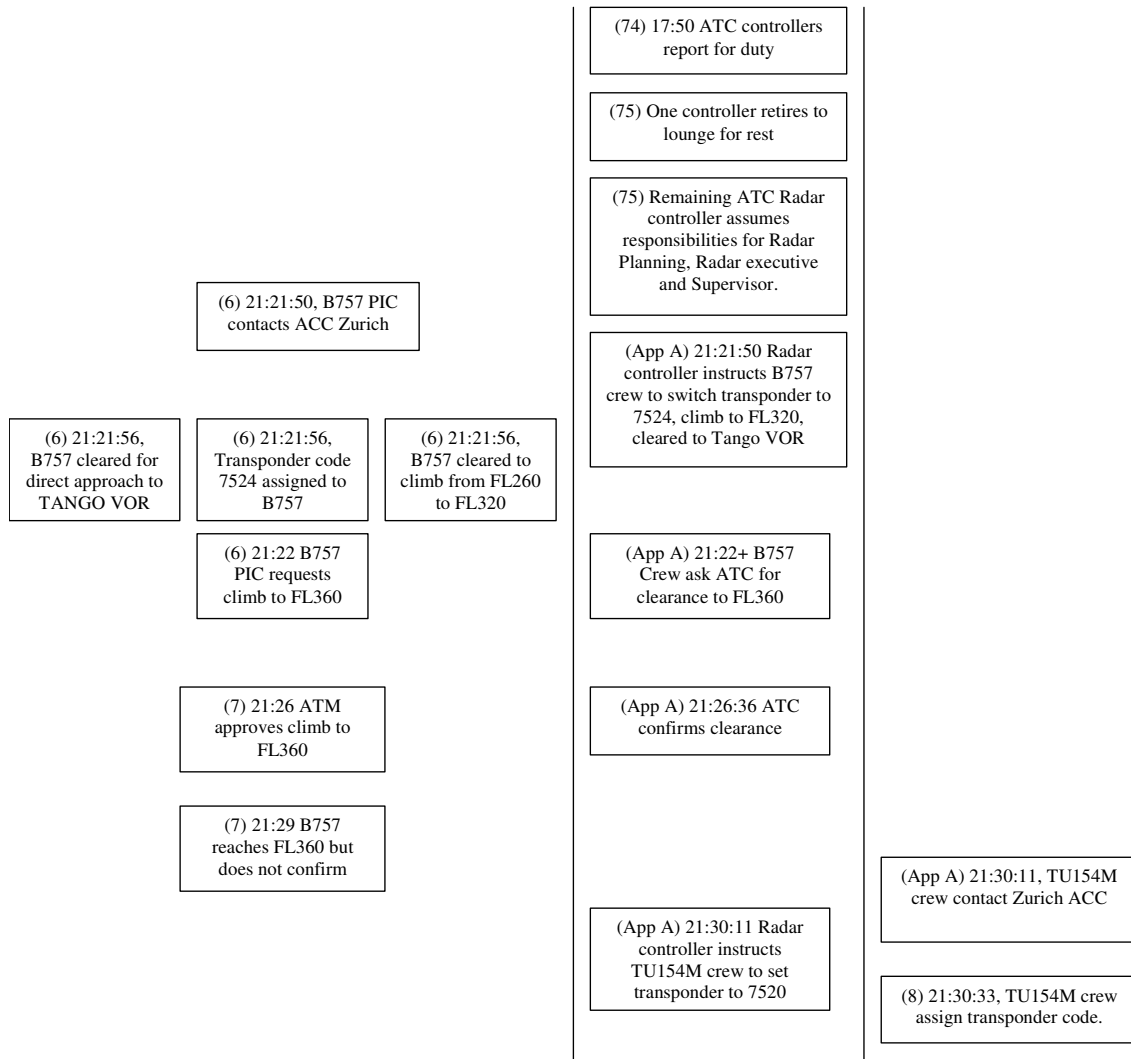 (74) 17:50 ATC controllers
report for duty
(75) One controller retires to
lounge for rest
(75) Remaining ATC Radar
controller assumes
responsibilities for Radar
Planning, Radar executive
and Supervisor.
(6) 21:21:50, B757 PIC
contacts ACC Zurich
(App A) 21:21:50 Radar
controller instructs B757
crew to switch transponder to
7524, climb to FL320,
cleared to Tango VOR
(6) 21:21:56,
B757 cleared for
direct approach to
TANGO VOR
(6) 21:21:56,
Transponder code
7524 assigned to
B757
(6) 21:21:56,
B757 cleared to
climb from FL260
to FL320
(6) 21:22 B757
PIC requests
climb to FL360
(App A) 21:22+ B757
Crew ask ATC for
clearance to FL360
(7) 21:26 ATM
approves climb to
FL360
(App A) 21:26:36 ATC
confirms clearance
(7) 21:29 B757
reaches FL360 but
does not confirm
(App A) 21:30:11, TU154M
crew contact Zurich ACC
(App A) 21:30:11 Radar
controller instructs
TU154M crew to set
transponder to 7520
(8) 21:30:33, TU154M crew
assign transponder code.